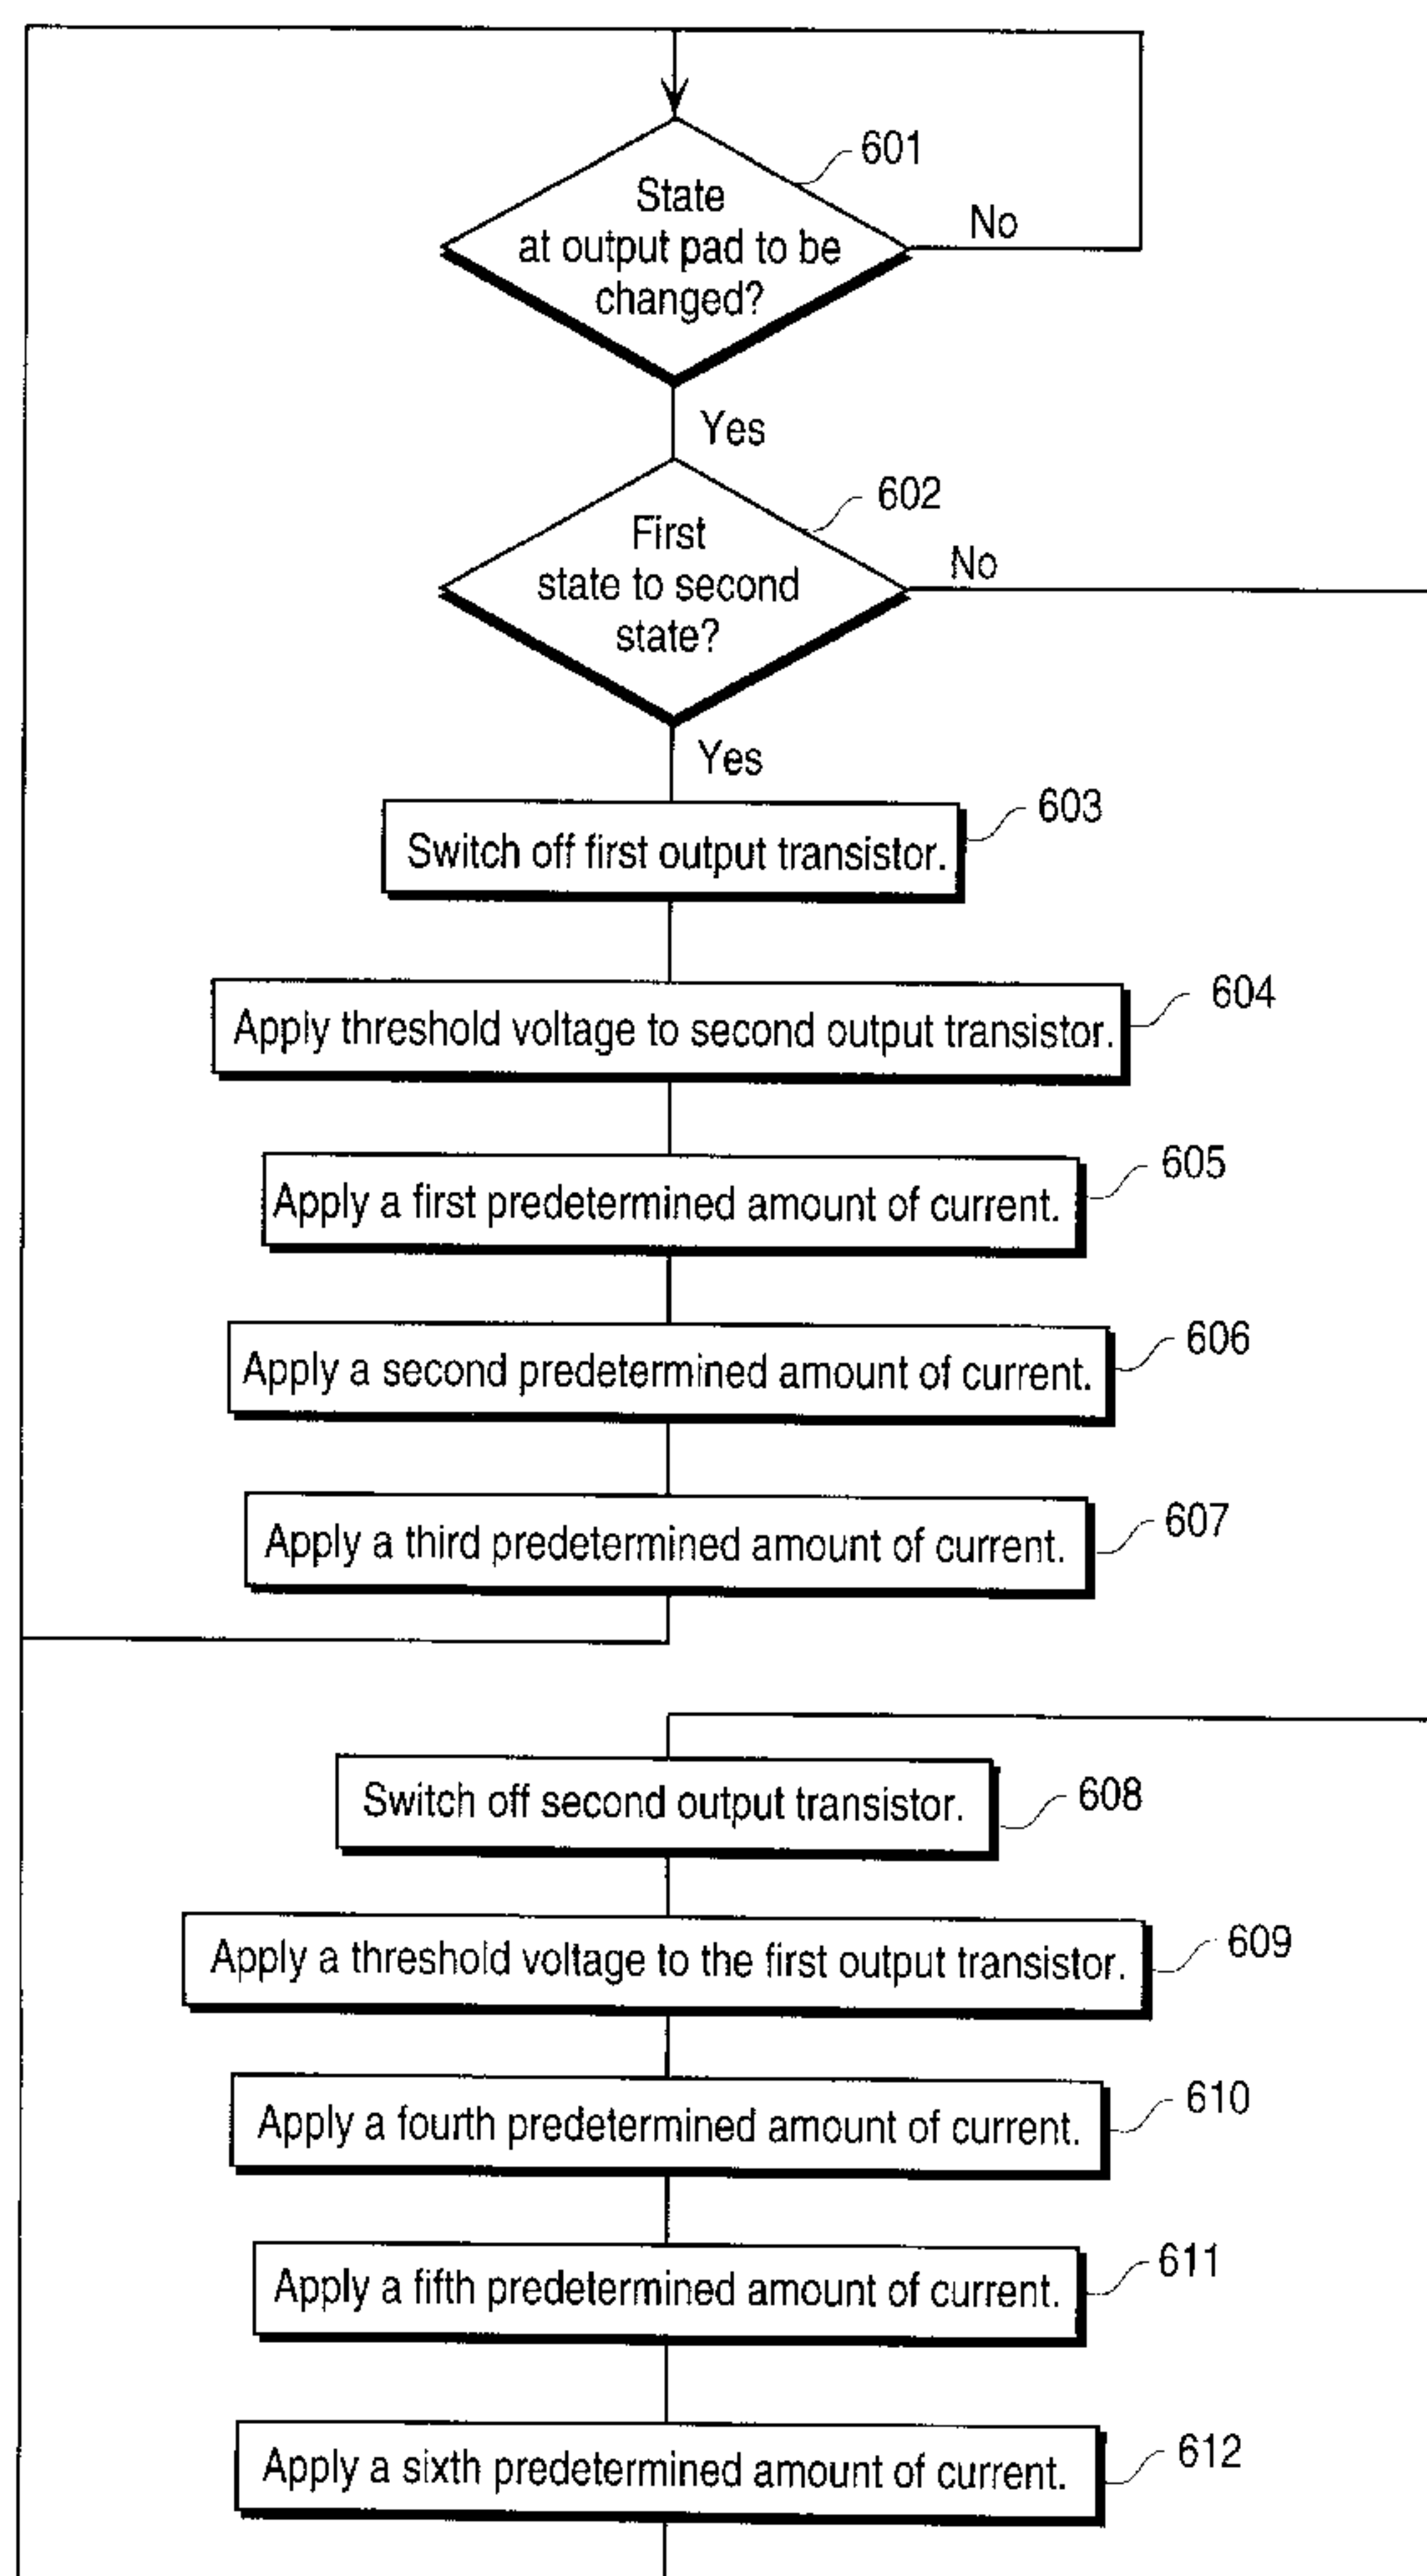 601
State
at output pad to be
changed?
No
Yes
602
First
state to second
state?
No
Yes
603
Switch off first output transistor.
604
Apply threshold voltage to second output transistor.
605
Apply a first predetermined amount of current.
606
Apply a second predetermined amount of current.
607
Apply a third predetermined amount of current.
608
Switch off second output transistor.
609
Apply a threshold voltage to the first output transistor.
610
Apply a fourth predetermined amount of current.
611
Apply a fifth predetermined amount of current.
612
Apply a sixth predetermined amount of current.